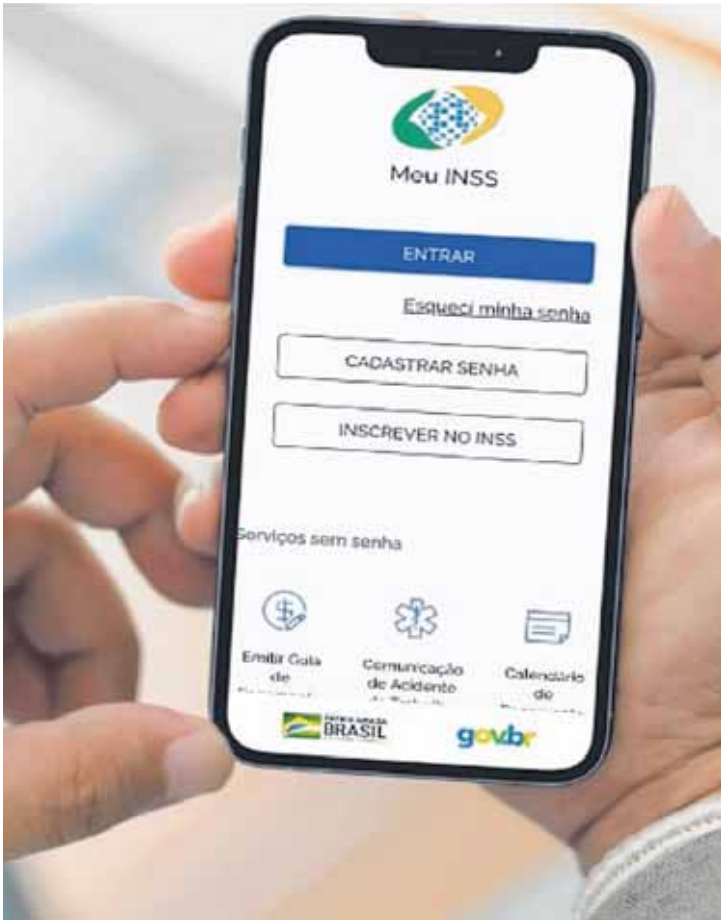 Meu INSS
ENTRAR
Esqueci minha senha
CADASTRAR SENHA
INSCREVER NO INSS
Serviços sem senha
Emitir Guia
de
Comunicação
de Acidente
Calendário
de
BRASIL
gov.br